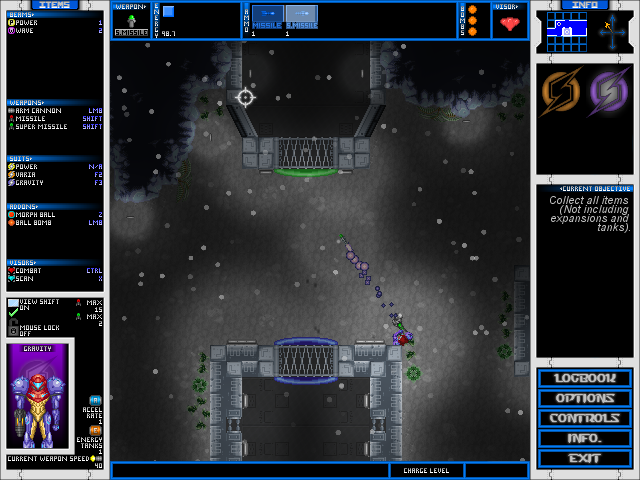 ITEMS
BEAMS
POWER 1
WAVE 2
WEAPONS
ARM CANNON LMB
MISSILE SHIFT
SUPER MISSILE SHIFT
SUITS
POWER N/A
VARIA F2
GRAVITY F3
ADDONS
MORPH BALL Z
BALL BOMB LMB
VISORS
COMBAT CTRL
SCAN X
VIEW SHIFT
ON
MOUSE LOCK
OFF
MAX
15
MAX
2
GRAVITY
ACCEL
RATE
1
ENERGY
TANKS
1
CURRENT WEAPON SPEED
40
WEAPON
S.MISSILE
ENERGY
98.7
AMMO
MISSILE
1
S.MISSILE
1
BOMBS
VISOR
CHARGE LEVEL
INFO
CURRENT OBJECTIVE
Collect all items
(Not including
expansions and
tanks).
LOGBOOK
OPTIONS
CONTROLS
INFO.
EXIT